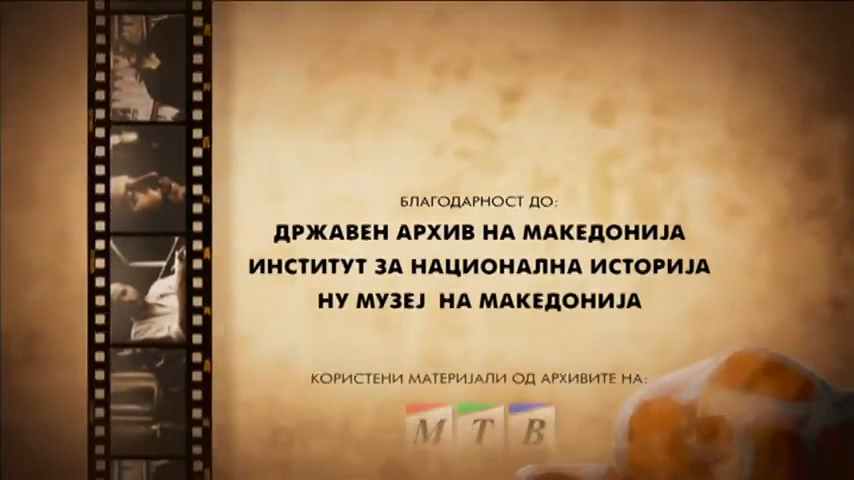 БЛАГОДАРНОСТ ДО:
ДРЖАВЕН АРХИВ НА МАКЕДОНИЈА
ИНСТИТУТ ЗА НАЦИОНАЛНА ИСТОРИЈА
НУ МУЗЕЈ НА МАКЕДОНИЈА
КОРИСТЕНИ МАТЕРИЈАЛИ ОД АРХИВИТЕ НА:
МТВ